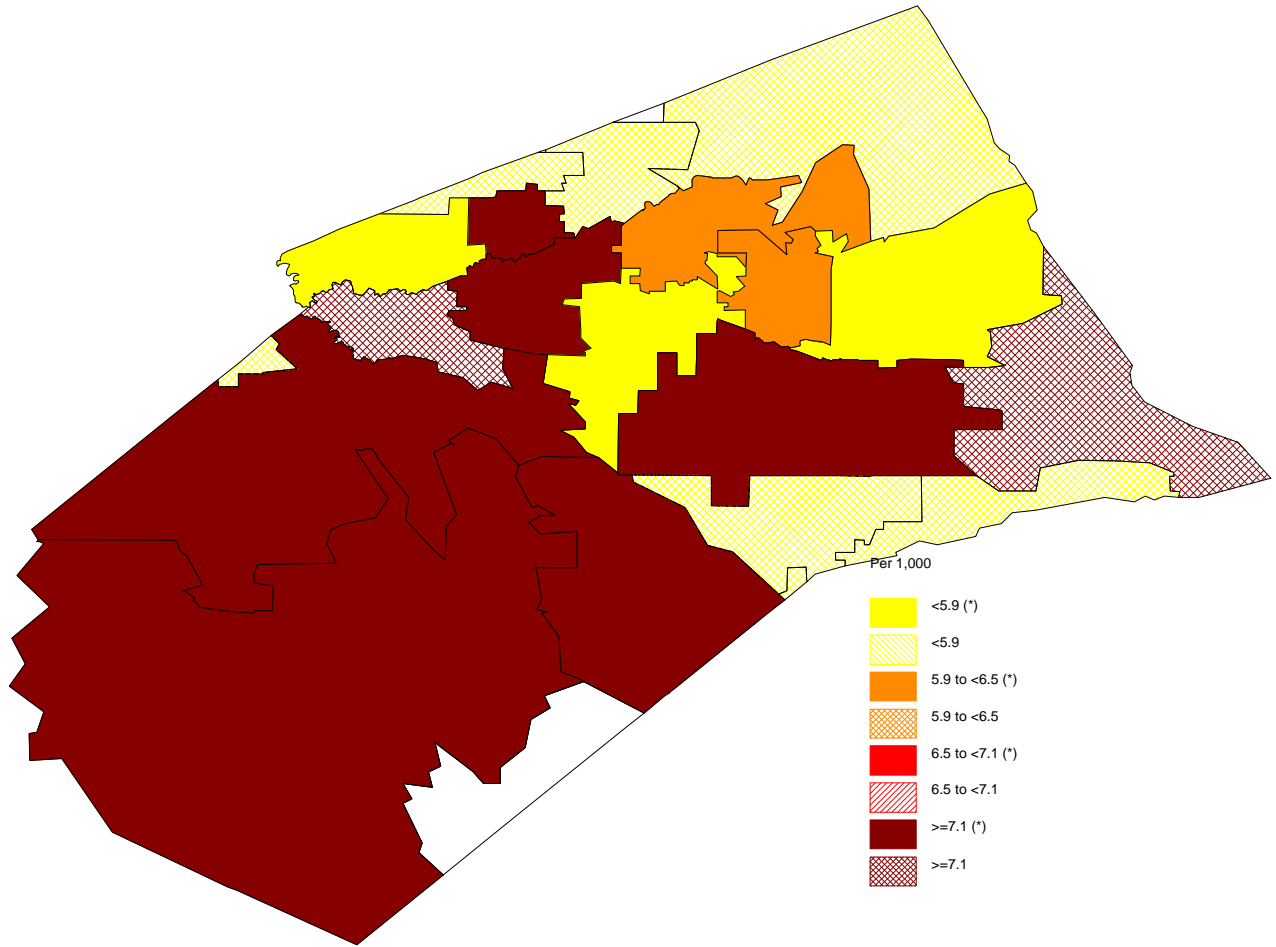 Per 1,000
<5.9 (*)
<5.9
5.9 to <6.5 (*)
5.9 to <6.5
6.5 to <7.1 (*)
6.5 to <7.1
>=7.1 (*)
>=7.1